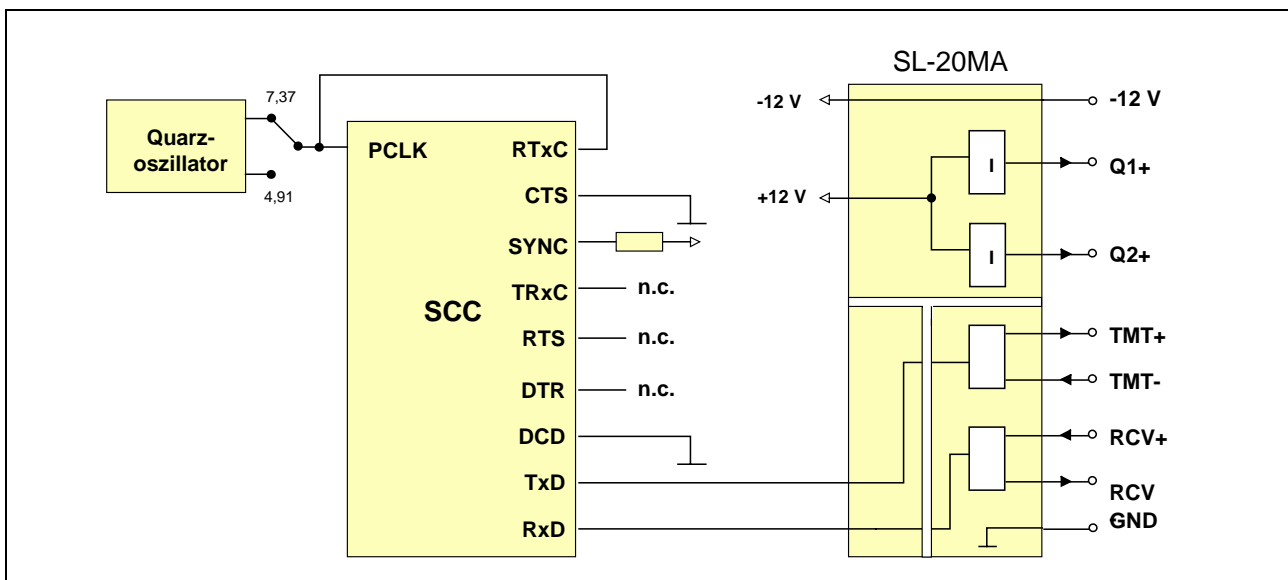 SL-20MA
7,37
Quarz-
oszillator
4,91
PCLK
SCC
RTxC
CTS
SYNC
TRxC
n.c.
RTS
n.c.
DTR
n.c.
DCD
TxD
RxD
-12 V
-12 V
+12 V
I
Q1+
I
Q2+
TMT+
TMT-
RCV+
RCV
GND